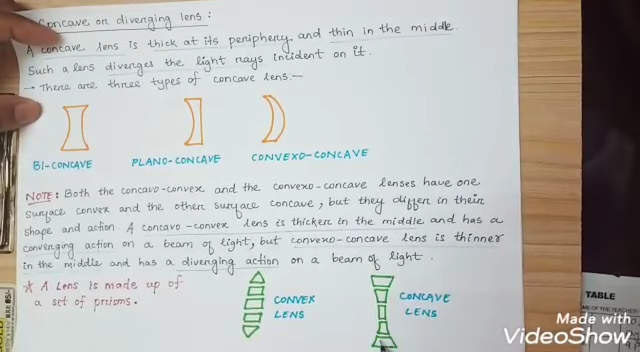 Concave or diverging lens :
A concave lens is thick at its periphery and thin in the middle.
Such a lens diverges the light rays incident on it.
→ There are three types of concave lens:-
BI-CONCAVE
PLANO-CONCAVE
CONVEXO-CONCAVE
NOTE: Both the concavo-convex and the convexo-concave lenses have one
surface convex and the other surface concave, but they differ in their
shape and action. A concavo-convex lens is thicker in the middle and has a
converging action on a beam of light, but convexo-concave lens is thinner
in the middle and has a diverging action on a beam of light.
* A Lens is made up of
a set of prisms.
CONVEX
LENS
CONCAVE
LENS
TABLE
Made with
VideoShow